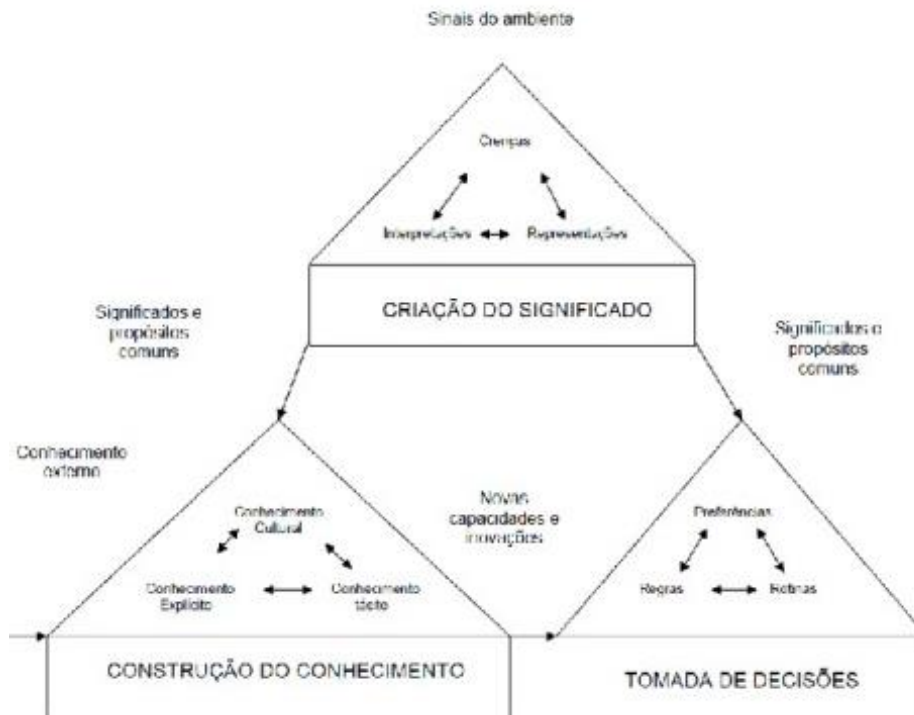 Sinais do ambiente
Crenças
Interpretações
Representações
CRIAÇÃO DO SIGNIFICADO
Significados e
propósitos
comuns
Significados e
propósitos
comuns
Conhecimento
externo
Conhecimento
Cultural
Conhecimento
Explícito
Conhecimento
tácito
Novas
capacidades e
inovações
Preferências
Regras
Rotinas
CONSTRUÇÃO DO CONHECIMENTO
TOMADA DE DECISÕES